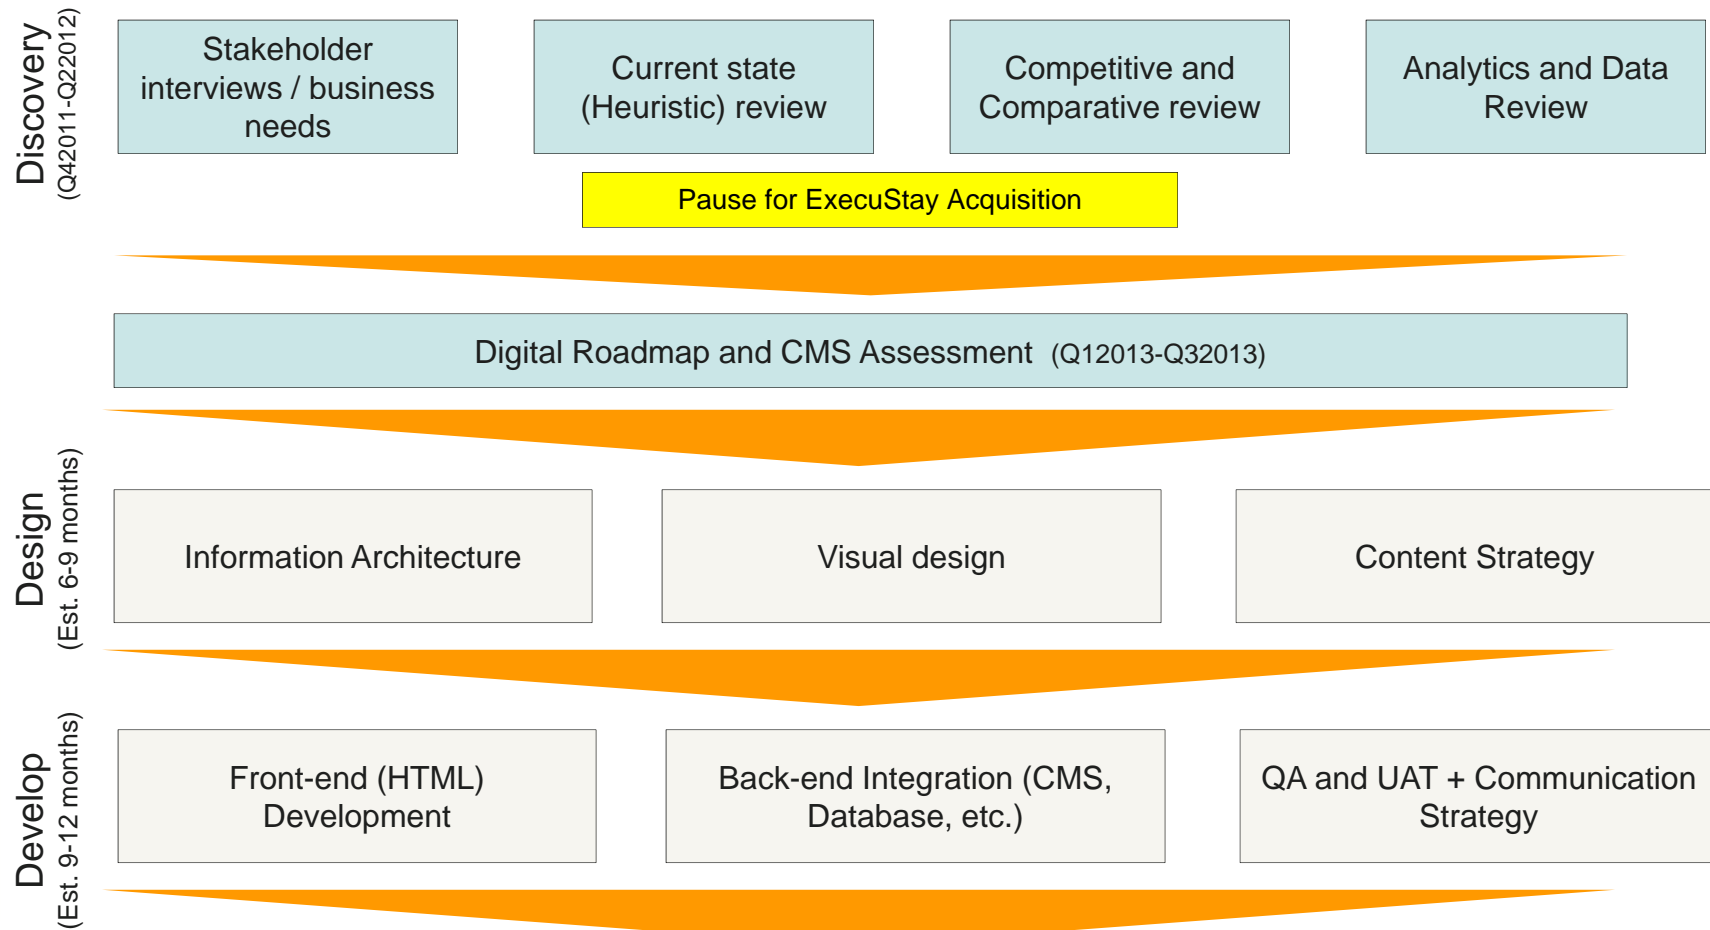 Discovery
(Q42011-Q22012)
Stakeholder
interviews / business
needs
Current state
(Heuristic) review
Competitive and
Comparative review
Analytics and Data
Review
Pause for ExecuStay Acquisition
Digital Roadmap and CMS Assessment (Q12013-Q32013)
Design
(Est. 6-9 months)
Information Architecture
Visual design
Content Strategy
Develop
(Est. 9-12 months)
Front-end (HTML)
Development
Back-end Integration (CMS,
Database, etc.)
QA and UAT + Communication
Strategy